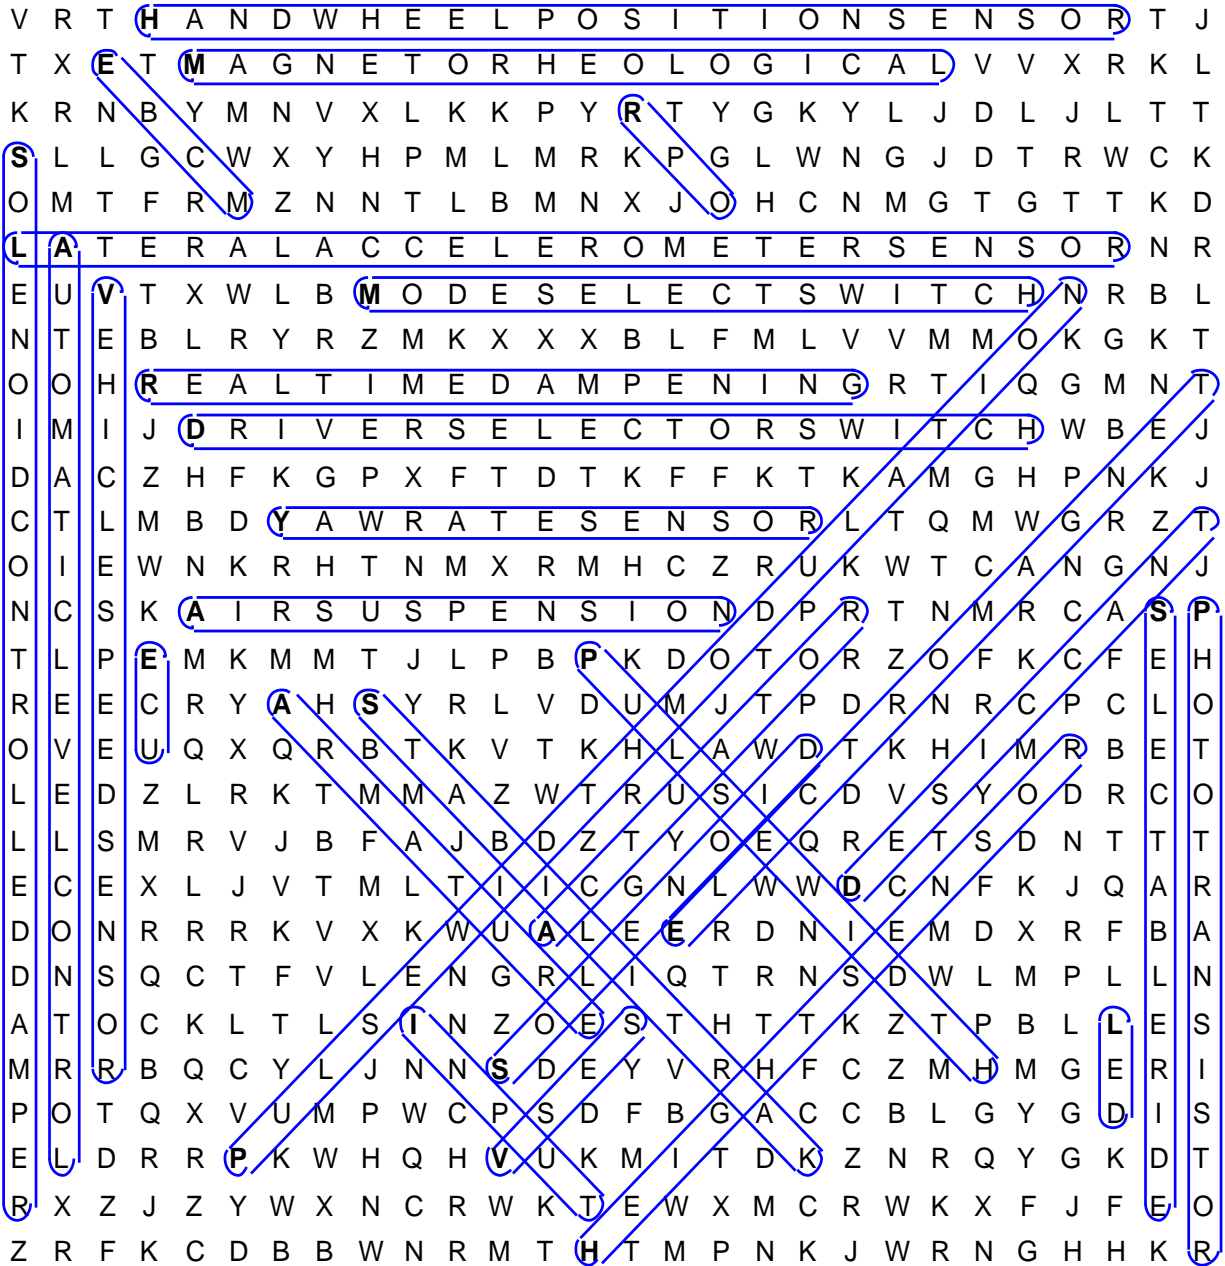 V R T H A N D W H E E L P O S I T I O N S E N S O R T J
T X E T M A G N E T O R H E O L O G I C A L V V X R K L
K R N B Y M N V X L K K P Y R T Y G K Y L J D L J L T T
S L L G C W X Y H P M L M R K P G L W N G J D T R W C K
O M T F R M Z N N T L B M N X J O H C N M G T G T T K D
L A T E R A L A C C E L E R O M E T E R S E N S O R N R
E U V T X W L B M O D E S E L E C T S W I T C H N R B L
N T E B L R Y R Z M K X X X B L F M L V V M M O K G K T
O O H R E A L T I M E D A M P E N I N G R T I Q G M N T
I M I J D R I V E R S E L E C T O R S W I T C H W B E J
D A C Z H F K G P X F T D T K F F K T K A M G H P N K J
C T L M B D Y A W R A T E S E N S O R L T Q M W G R Z T
O I E W N K R H T N M X R M H C Z R U K W T C A N G N J
N C S K A I R S U S P E N S I O N D P R T N M R C A S P
T L P E M K M M T J L P B P K D O T O R Z O F K C F E H
R E E C R Y A H S Y R L V D U M J T P D R N R C P C L O
O V E U Q X Q R B T K V T K H L A W D T K H I M R B E T
L E D Z L R K T M M A Z W T R U S I C D V S Y O D R C O
L L S M R V J B F A J B D Z T Y O E Q R E T S D N T T T
E C E X L J V T M L T I I C G N L W W D C N F K J Q A R
D O N R R R K V X K W U A L E E R D N I E M D X R F B A
D N S Q C T F V L E N G R L I Q T R N S D W L M P L L N
A T O C K L T L S I N Z O E S T H T T K Z T P B L L E S
M R R B Q C Y L J N N S D E Y V R H F C Z M H M G E R I
P O T Q X V U M P W C P S D F B G A C C B L G Y G D I S
E L D R R P K W H Q H V U K M I T D K Z N R Q Y G K D T
R X Z J Z Y W X N C R W K T E W X M C R W K X F J F E O
Z R F K C D B B W N R M T H T M P N K J W R N G H H K R